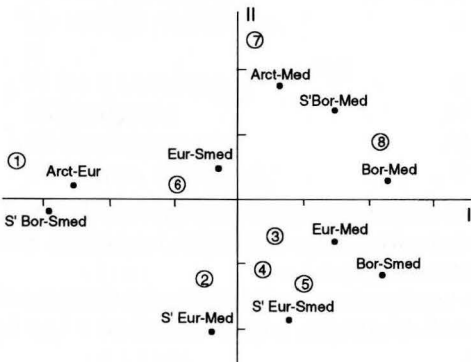 II
⑦
Arct-Med
S'Bor-Med
⑧
Eur-Smed
①
Arct-Eur
Bor-Med
⑥
I
S' Bor-Smed
Eur-Med
③
④
Bor-Smed
②
⑤
S' Eur-Smed
S' Eur-Med